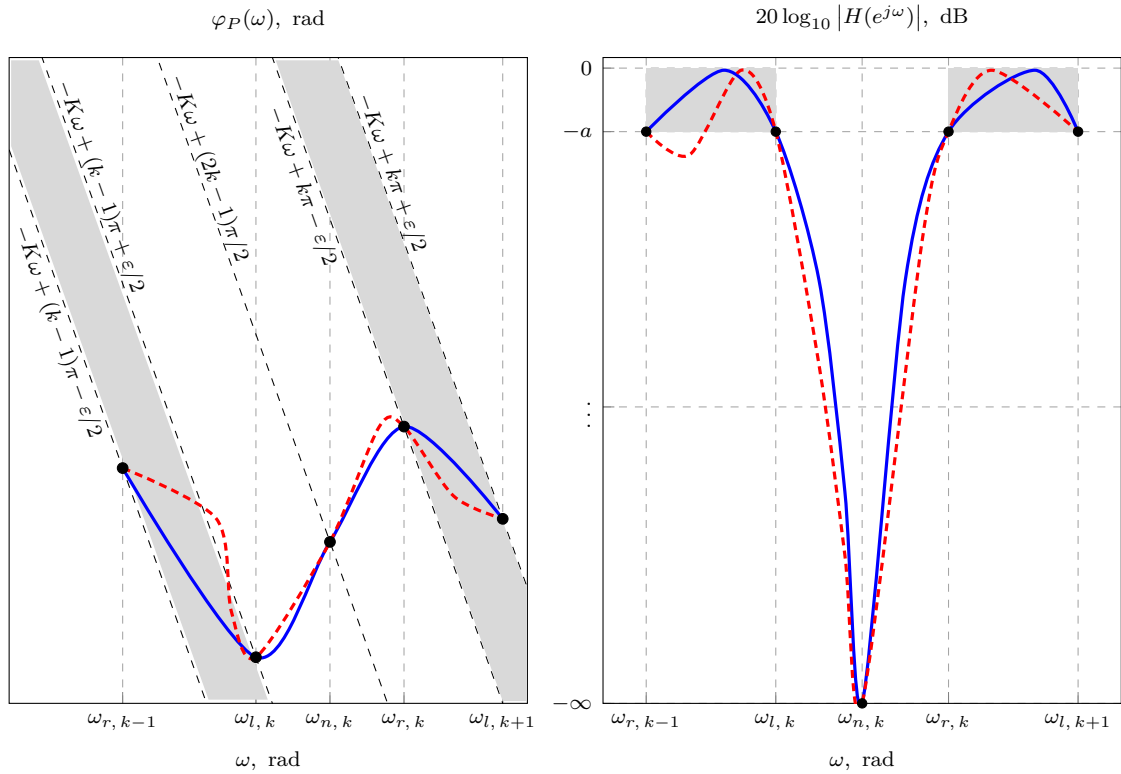 φ_P(ω), rad
−Kω + (k − 1)π − ε/2
−Kω + (k − 1)π + ε/2
−Kω + (2k − 1)π/2
−Kω + kπ − ε/2
−Kω + kπ + ε/2
ω_{r, k−1} ω_{l, k} ω_{n, k} ω_{r, k} ω_{l, k+1}
ω, rad
20 log_{10} |H(e^{jω})|, dB
0
−a
⋮
−∞
ω_{r, k−1} ω_{l, k} ω_{n, k} ω_{r, k} ω_{l, k+1}
ω, rad